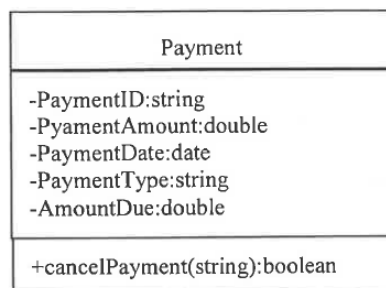 Payment
-PaymentID:string
-PyamentAmount:double
-PaymentDate:date
-PaymentType:string
-AmountDue:double
+cancelPayment(string):boolean